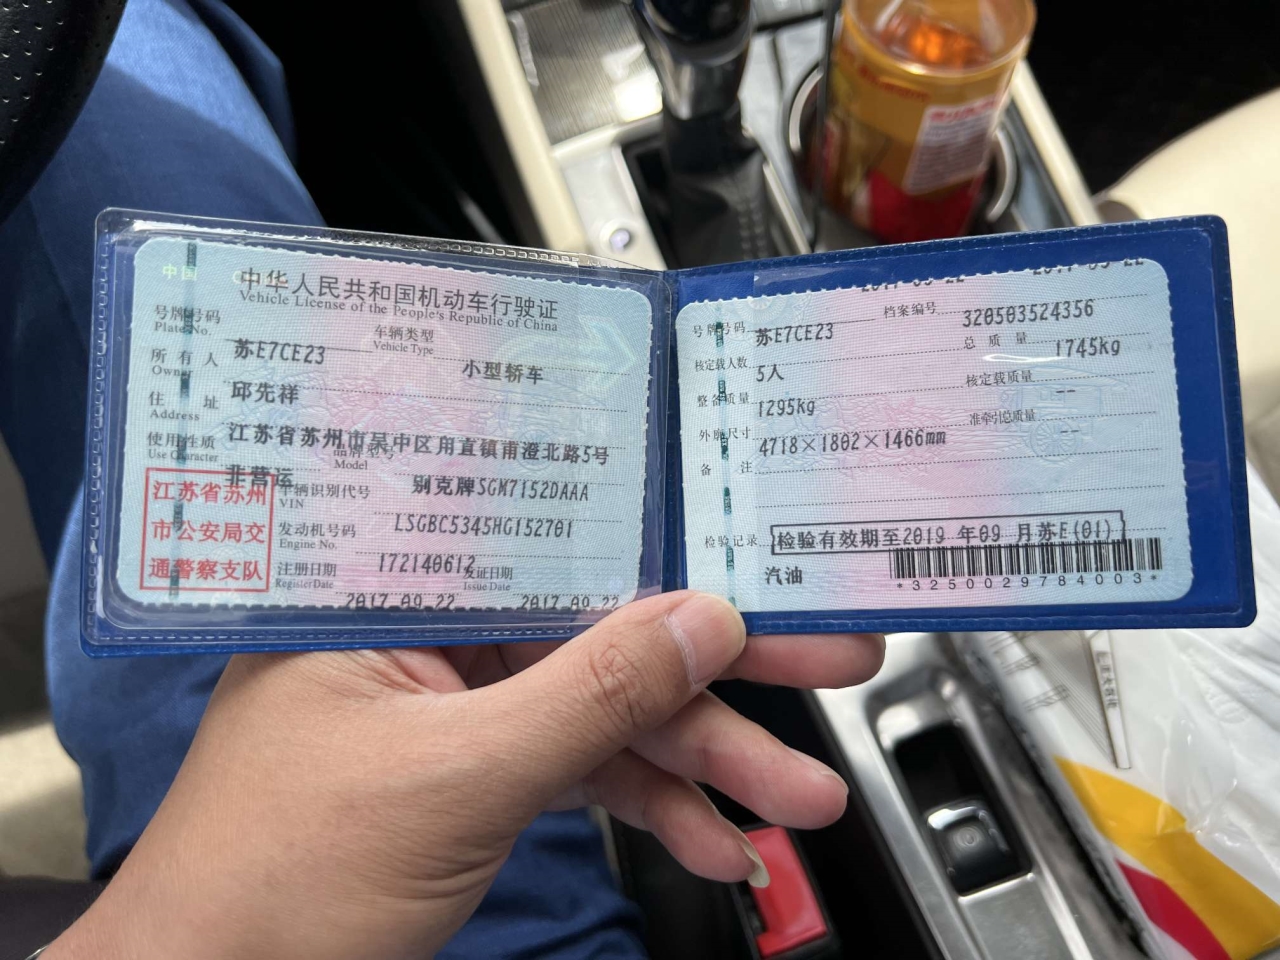 中国
中华人民共和国机动车行驶证
Vehicle License of the People's Republic of China
号牌号码
Plate No.
苏E7CE23
车辆类型
Vehicle Type
小型轿车
所有人
Owner
邱先祥
住址
Address
江苏省苏州市吴中区甪直镇甫澄北路5号
使用性质
Use Character
非营运
品牌型号
Model
别克牌SGM7152DAAA
车辆识别代号
VIN
LSGBC5345HG152701
发动机号码
Engine No.
172140612
注册日期
Register Date
2017-09-22
发证日期
Issue Date
2017-09-22
江苏省苏州
市公安局交
通警察支队
号牌号码
苏E7CE23
档案编号
320503524356
核定载人数
5人
总质量
1745kg
整备质量
1295kg
核定载质量
--
外廓尺寸
4718×1802×1466mm
准牵引总质量
--
备注
检验记录
检验有效期至2019年09月苏E(01)
汽油
*3250029784003*